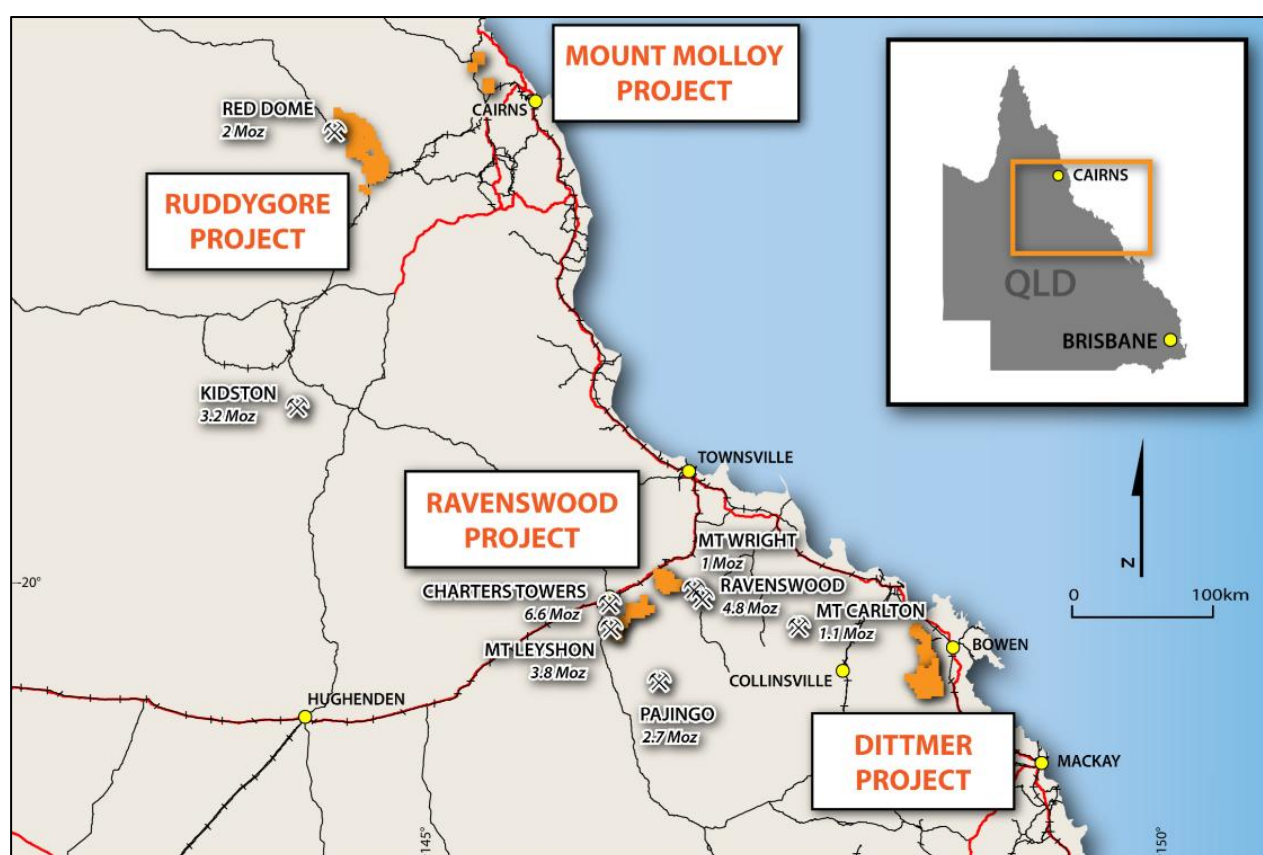 MOUNT MOLLOY
PROJECT
RED DOME
2 Moz
CAIRNS
RUDDYGORE
PROJECT
CAIRNS
QLD
BRISBANE
KIDSTON
3.2 Moz
TOWNSVILLE
RAVENSWOOD
PROJECT
MT WRIGHT
1 Moz
CHARTERS TOWERS
6.6 Moz
RAVENSWOOD
4.8 Moz
MT CARLTON
1.1 Moz
MT LEYSHON
3.8 Moz
BOWEN
COLLINSVILLE
PAJINGO
2.7 Moz
HUGHENDEN
DITTMER
PROJECT
MACKAY
N
0 100km
-20°
145°
150°